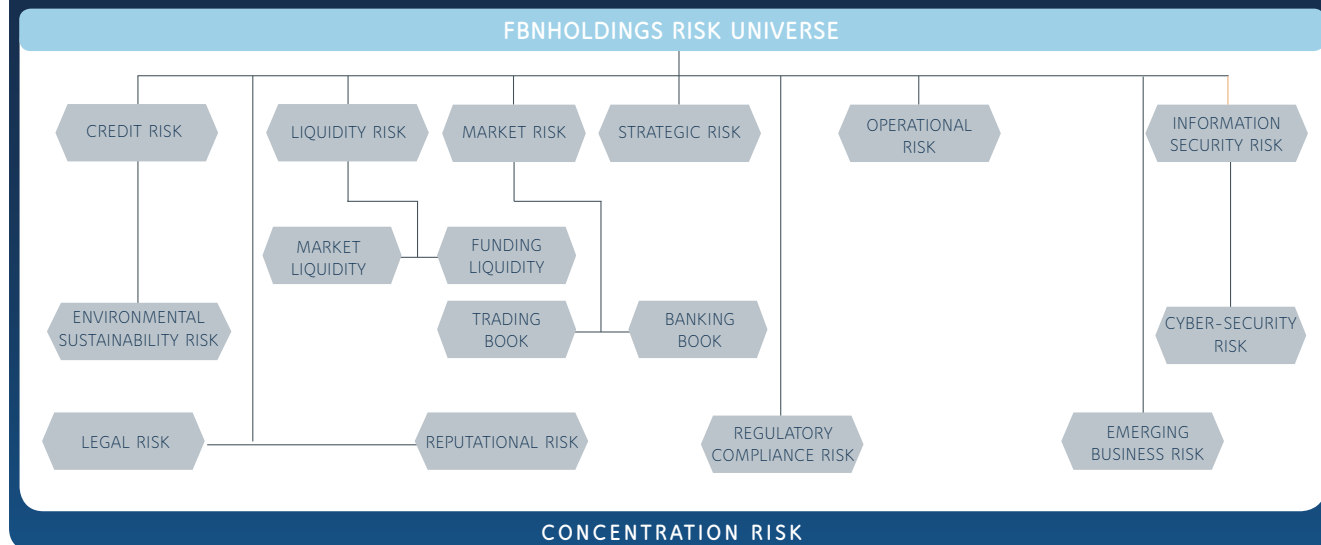 FBNHOLDINGS RISK UNIVERSE
CREDIT RISK
LIQUIDITY RISK
MARKET RISK
STRATEGIC RISK
OPERATIONAL
RISK
INFORMATION
SECURITY RISK
MARKET
LIQUIDITY
FUNDING
LIQUIDITY
ENVIRONMENTAL
SUSTAINABILITY RISK
TRADING
BOOK
BANKING
BOOK
CYBER-SECURITY
RISK
LEGAL RISK
REPUTATIONAL RISK
REGULATORY
COMPLIANCE RISK
EMERGING
BUSINESS RISK
CONCENTRATION RISK